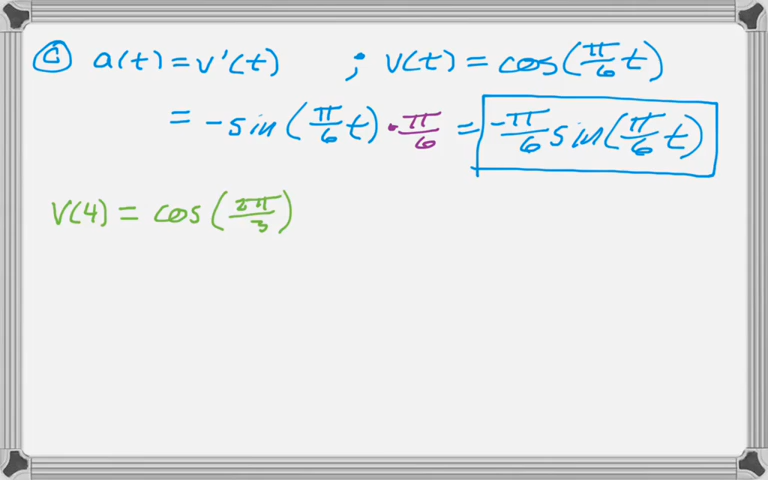 Ⓒ a(t) = v'(t) ; v(t) = cos(π/6 t)
= -sin(π/6 t) · π/6 = -π/6 sin(π/6 t)
v(4) = cos(2π/3)